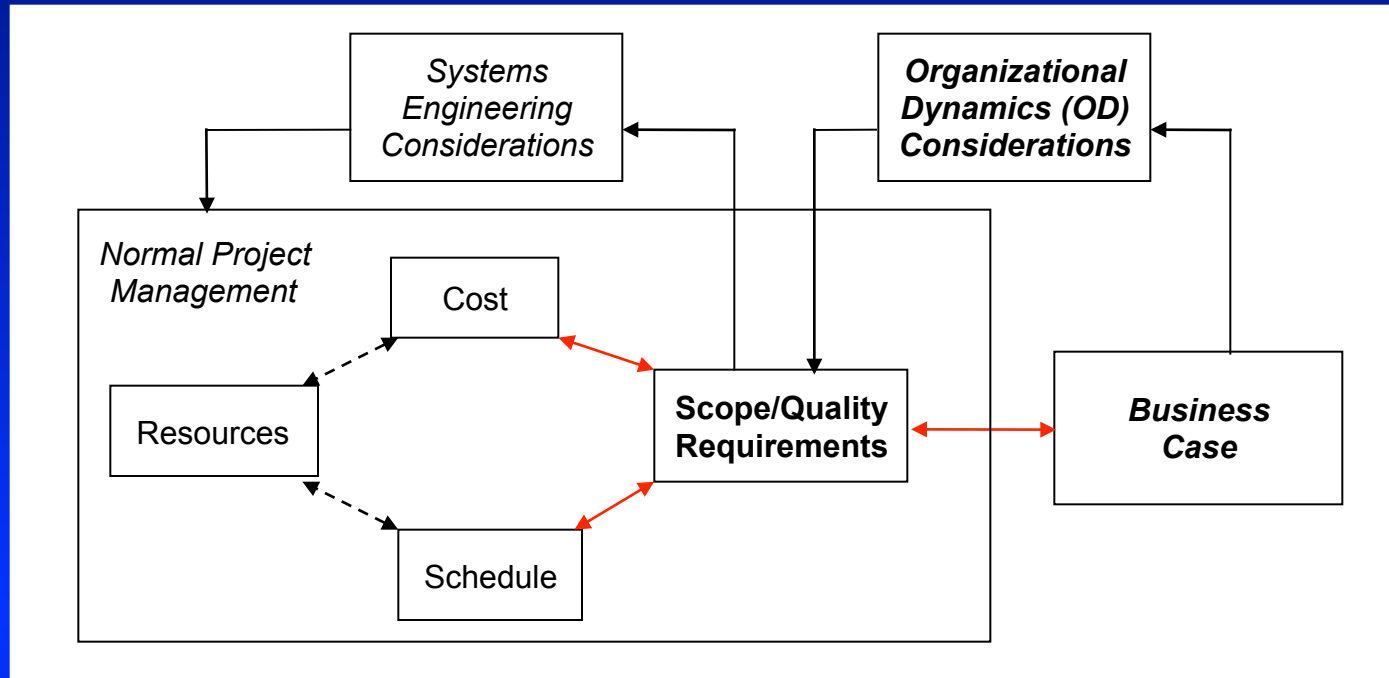 Systems
Engineering
Considerations
Organizational
Dynamics (OD)
Considerations
Normal Project
Management
Cost
Resources
Scope/Quality
Requirements
Business
Case
Schedule